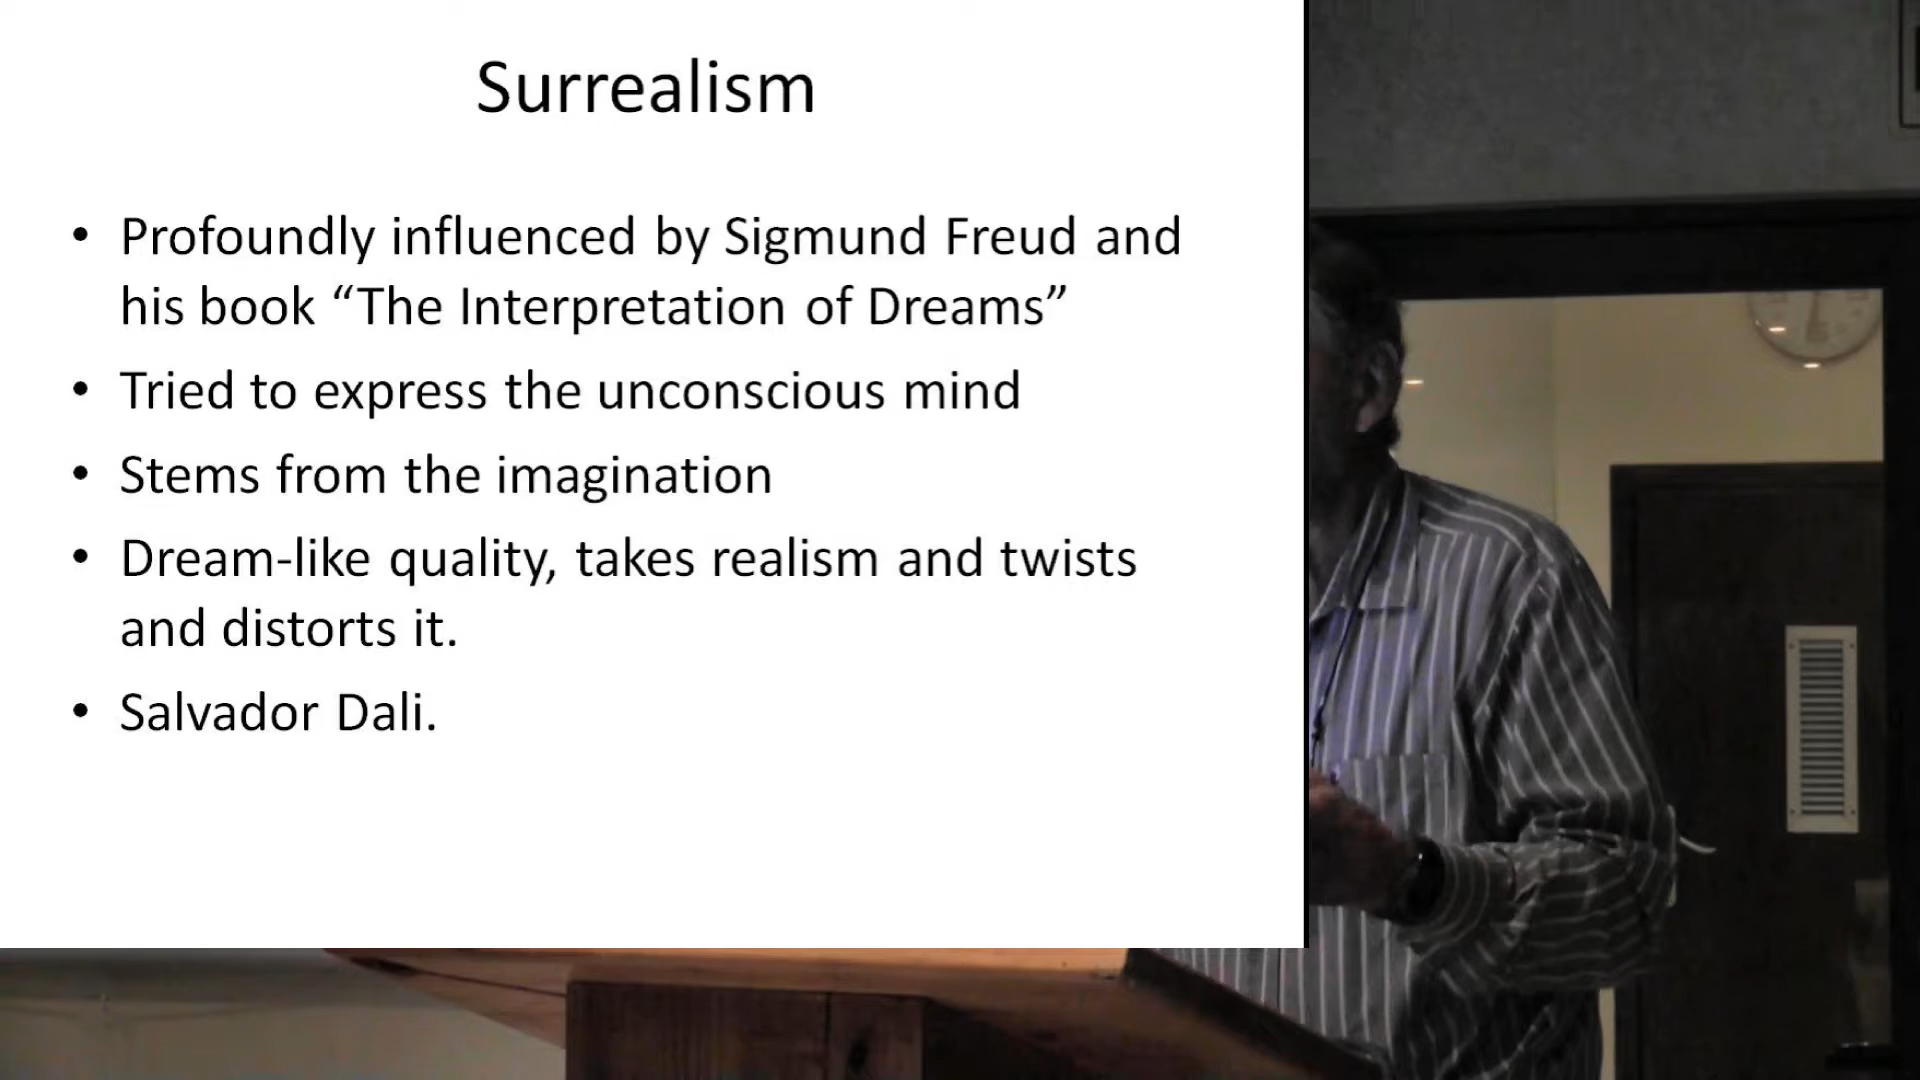 Surrealism
• Profoundly influenced by Sigmund Freud and
his book “The Interpretation of Dreams”
• Tried to express the unconscious mind
• Stems from the imagination
• Dream-like quality, takes realism and twists
and distorts it.
• Salvador Dali.